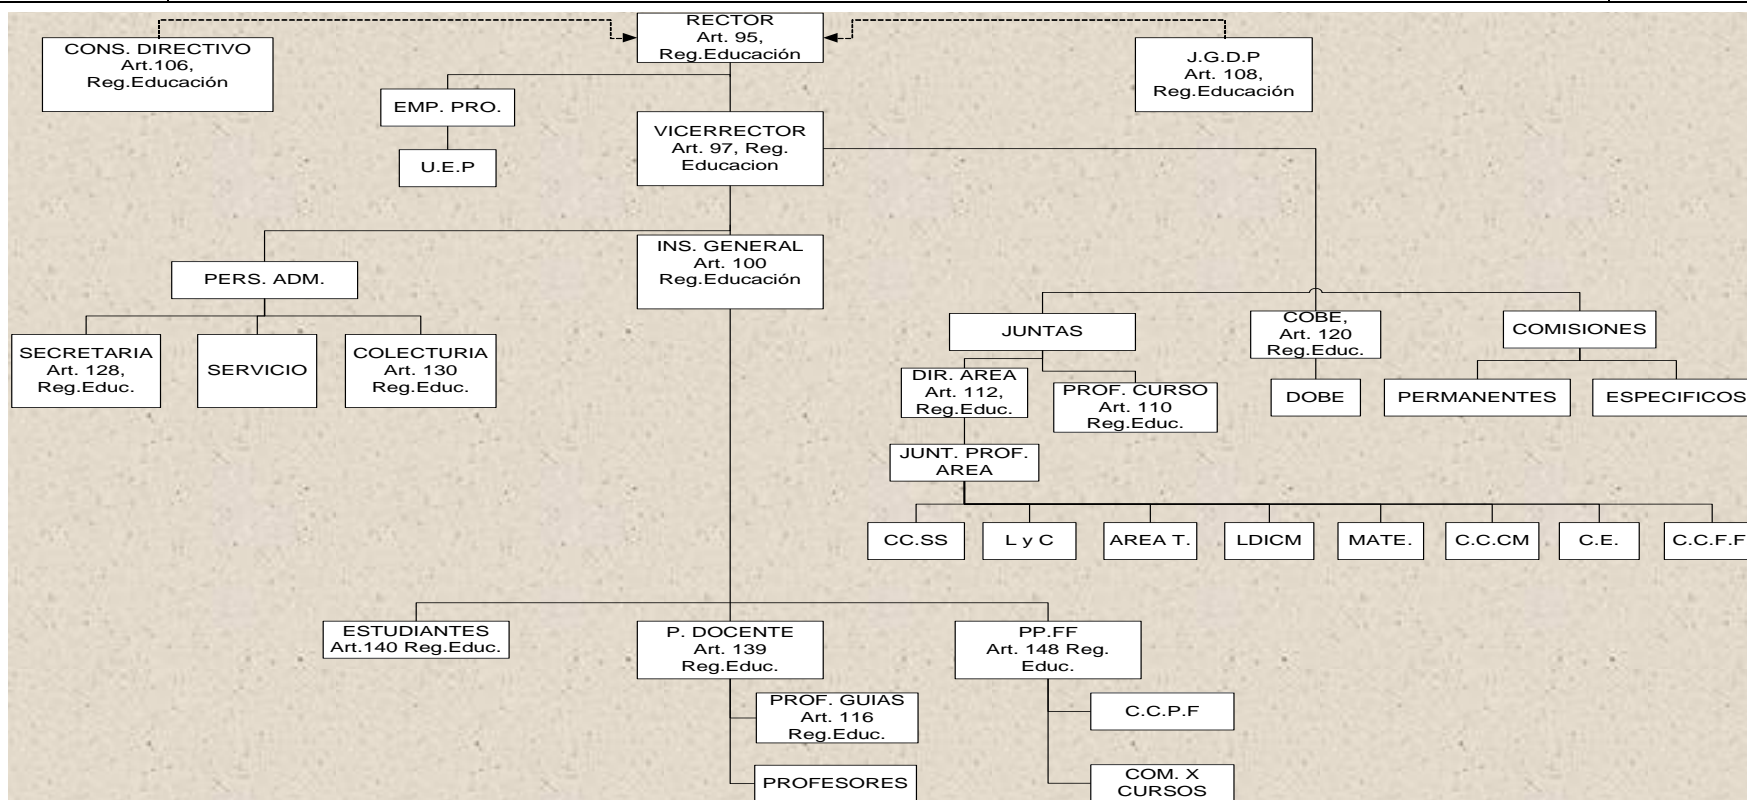 RECTOR
Art. 95,
Reg.Educación
CONS. DIRECTIVO
Art.106,
Reg.Educación
J.G.D.P
Art. 108,
Reg.Educación
EMP. PRO.
U.E.P
VICERRECTOR
Art. 97, Reg.
Educacion
INS. GENERAL
Art. 100
Reg.Educación
PERS. ADM.
SECRETARIA
Art. 128,
Reg.Educ.
SERVICIO
COLECTURIA
Art. 130
Reg.Educ.
JUNTAS
COBE,
Art. 120
Reg.Educ.
COMISIONES
DIR. AREA
Art. 112,
Reg.Educ.
PROF. CURSO
Art. 110
Reg.Educ.
DOBE
PERMANENTES
ESPECIFICOS
JUNT. PROF.
AREA
CC.SS
L y C
AREA T.
LDICM
MATE.
C.C.CM
C.E.
C.C.F.F
ESTUDIANTES
Art.140 Reg.Educ.
P. DOCENTE
Art. 139
Reg.Educ.
PP.FF
Art. 148 Reg.
Educ.
PROF. GUIAS
Art. 116
Reg.Educ.
C.C.P.F
PROFESORES
COM. X
CURSOS